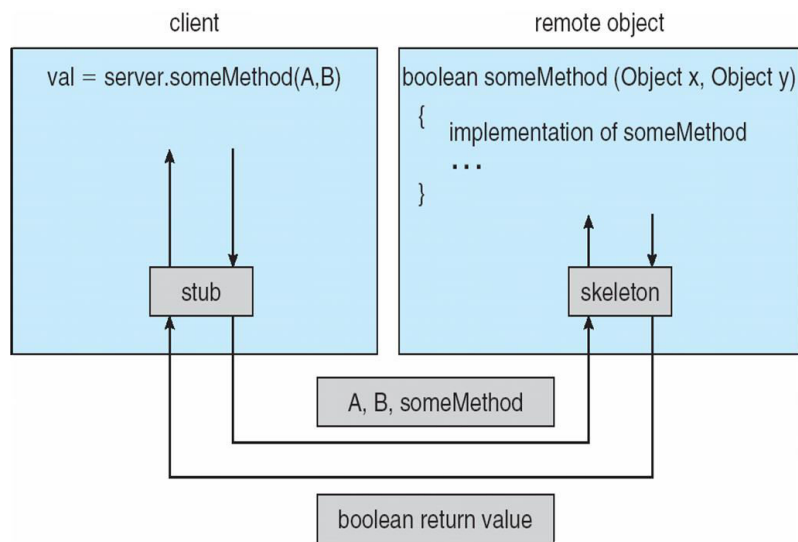 client
val = server.someMethod(A,B)
stub
remote object
boolean someMethod (Object x, Object y)
{
implementation of someMethod
...
}
skeleton
A, B, someMethod
boolean return value